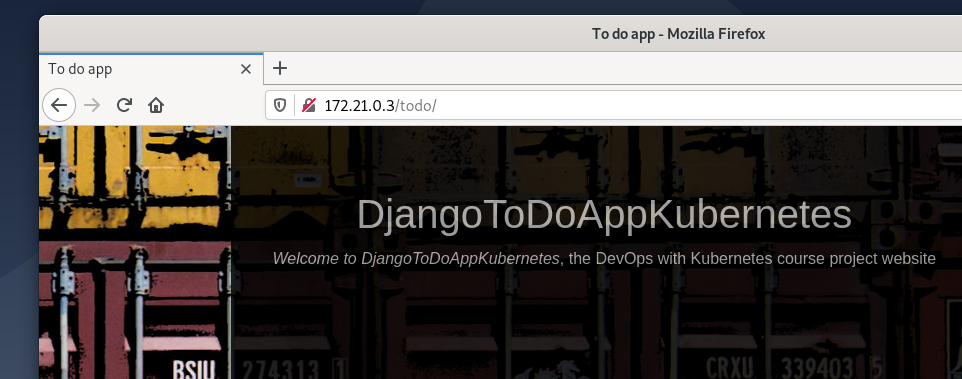 To do app - Mozilla Firefox
To do app
172.21.0.3/todo/
DjangoToDoAppKubernetes
Welcome to DjangoToDoAppKubernetes, the DevOps with Kubernetes course project website
BSIU 274313 1 CRXU 339403 5